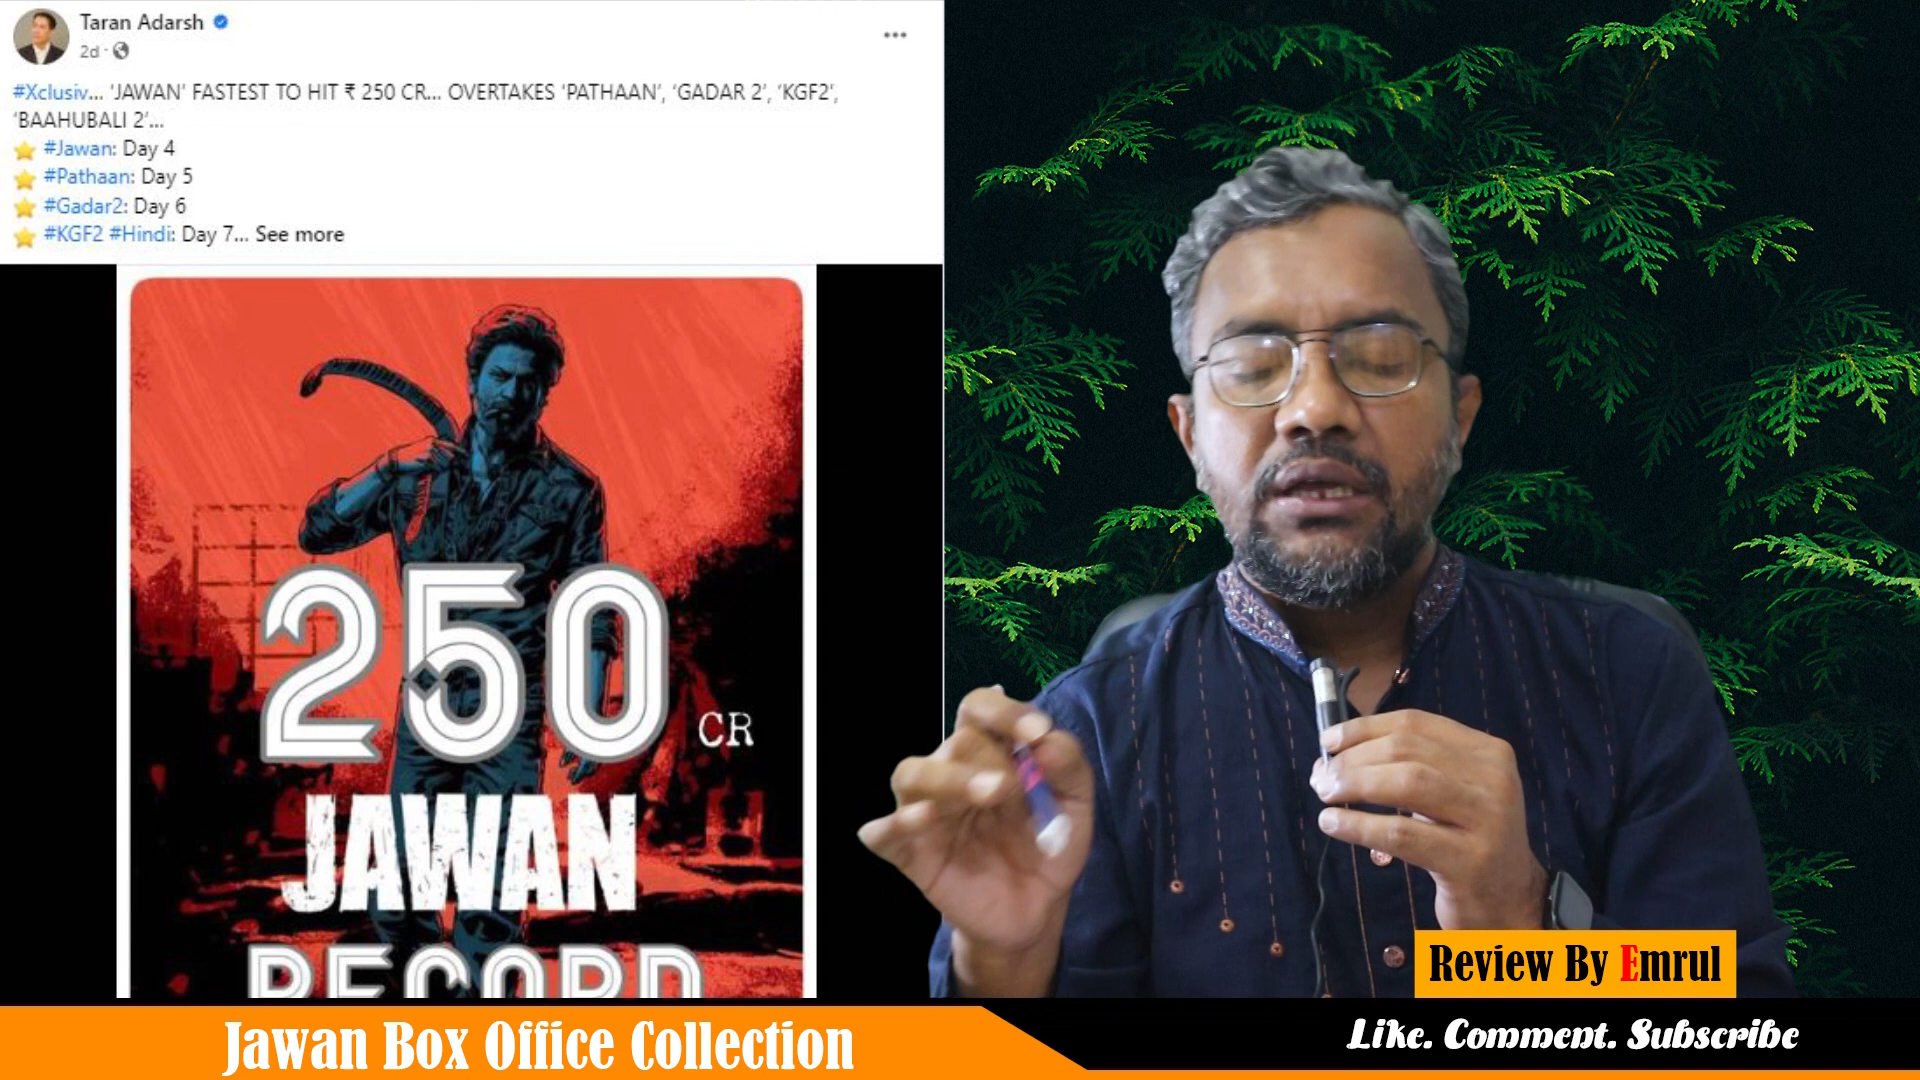 Taran Adarsh
2d ·
#Xclusiv... ‘JAWAN’ FASTEST TO HIT ₹ 250 CR... OVERTAKES ‘PATHAAN’, ‘GADAR 2’, ‘KGF2’,
‘BAAHUBALI 2’...
#Jawan: Day 4
#Pathaan: Day 5
#Gadar2: Day 6
#KGF2 #Hindi: Day 7... See more
250
CR
JAWAN
RECORD
Review By Emrul
Jawan Box Office Collection
Like. Comment. Subscribe